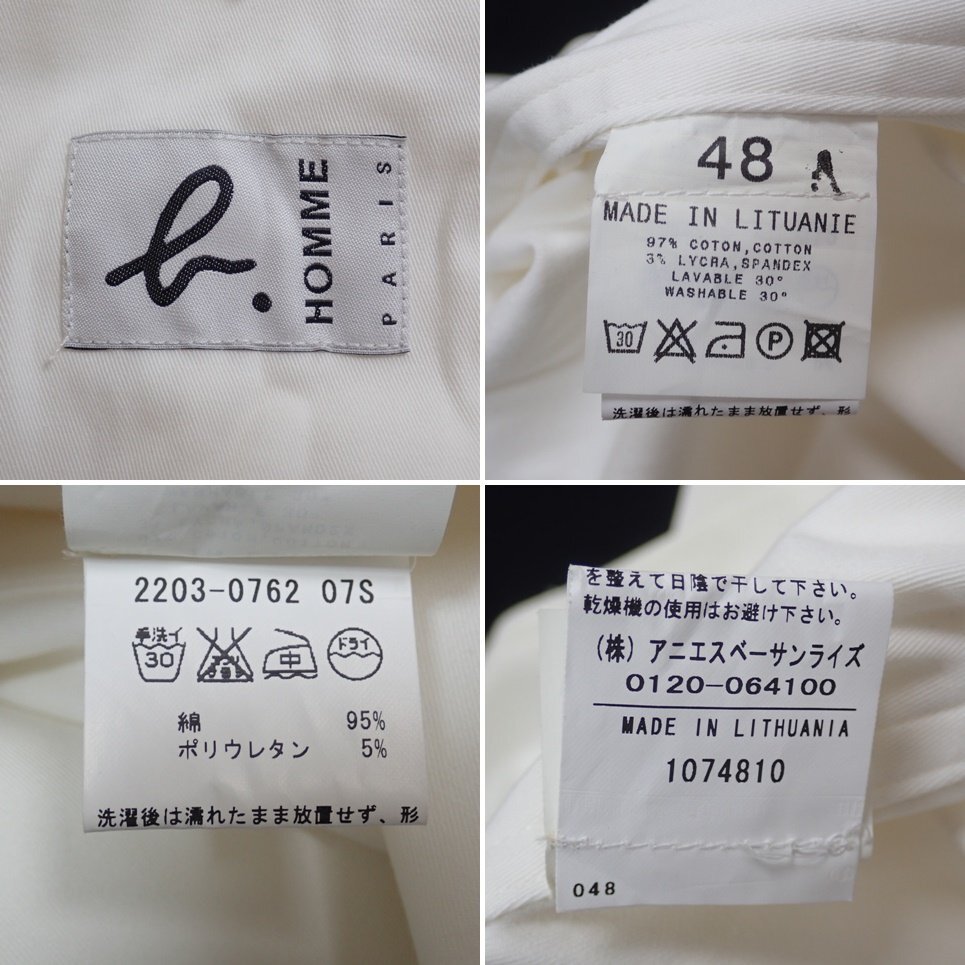 b.
HOMME
PARIS
48
MADE IN LITUANIE
97% COTON,COTTON
3% LYCRA,SPANDEX
LAVABLE 30°
WASHABLE 30°
30
P
洗濯後は濡れたまま放置せず、形
2203-0762 07S
手洗イ
30
中
ドライ
綿 95%
ポリウレタン 5%
洗濯後は濡れたまま放置せず、形
を整えて日陰で干して下さい。
乾燥機の使用はお避け下さい。
(株)アニエスベーサンライズ
0120-064100
MADE IN LITHUANIA
1074810
048